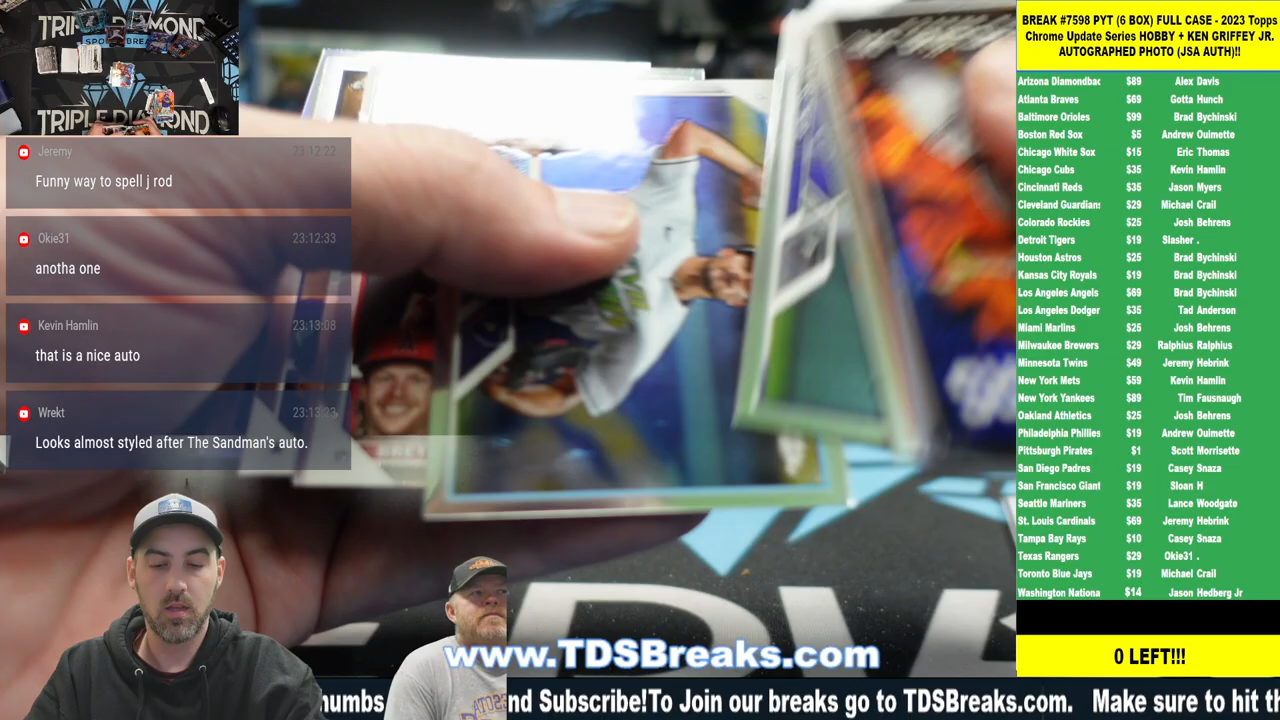 TRIPLE DIAMOND
TRIPLE DIAMOND
Jeremy 23:12:22
Funny way to spell j rod
Okie31 23:12:33
anotha one
Kevin Hamlin 23:13:08
that is a nice auto
Wrekt 23:13:23
Looks almost styled after The Sandman's auto.
BREAK #7598 PYT (6 BOX) FULL CASE - 2023 Topps
Chrome Update Series HOBBY + KEN GRIFFEY JR.
AUTOGRAPHED PHOTO (JSA AUTH)!!
Arizona Diamondbac $89 Alex Davis
Atlanta Braves $69 Gotta Hunch
Baltimore Orioles $99 Brad Bychinski
Boston Red Sox $5 Andrew Ouimette
Chicago White Sox $15 Eric Thomas
Chicago Cubs $35 Kevin Hamlin
Cincinnati Reds $35 Jason Myers
Cleveland Guardians $29 Michael Crail
Colorado Rockies $25 Josh Behrens
Detroit Tigers $19 Slasher .
Houston Astros $25 Brad Bychinski
Kansas City Royals $19 Brad Bychinski
Los Angeles Angels $69 Brad Bychinski
Los Angeles Dodger $35 Tad Anderson
Miami Marlins $25 Josh Behrens
Milwaukee Brewers $29 Ralphius Ralphius
Minnesota Twins $49 Jeremy Hebrink
New York Mets $59 Kevin Hamlin
New York Yankees $89 Tim Fausnaugh
Oakland Athletics $25 Josh Behrens
Philadelphia Phillies $19 Andrew Ouimette
Pittsburgh Pirates $1 Scott Morrisette
San Diego Padres $19 Casey Snaza
San Francisco Giant $19 Sloan H
Seattle Mariners $35 Lance Woodgate
St. Louis Cardinals $69 Jeremy Hebrink
Tampa Bay Rays $10 Casey Snaza
Texas Rangers $29 Okie31 .
Toronto Blue Jays $19 Michael Crail
Washington Nationa $14 Jason Hedberg Jr
0 LEFT!!!
www.TDSBreaks.com
humbs nd Subscribe!To Join our breaks go to TDSBreaks.com. Make sure to hit th